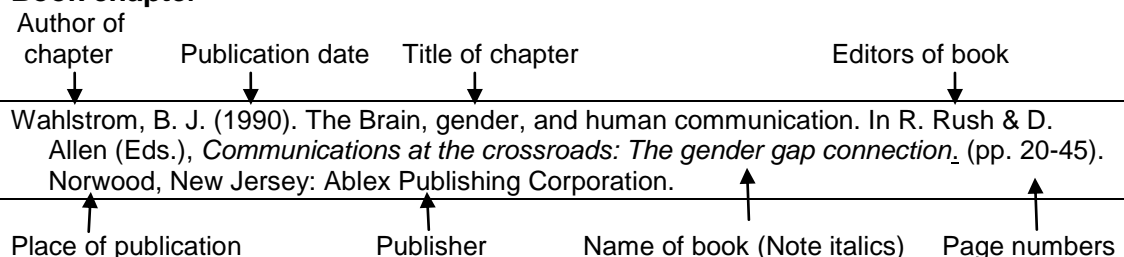 Book chapter
Author of
chapter Publication date Title of chapter Editors of book
Wahlstrom, B. J. (1990). The Brain, gender, and human communication. In R. Rush & D.
Allen (Eds.), Communications at the crossroads: The gender gap connection. (pp. 20-45).
Norwood, New Jersey: Ablex Publishing Corporation.
Place of publication Publisher Name of book (Note italics) Page numbers